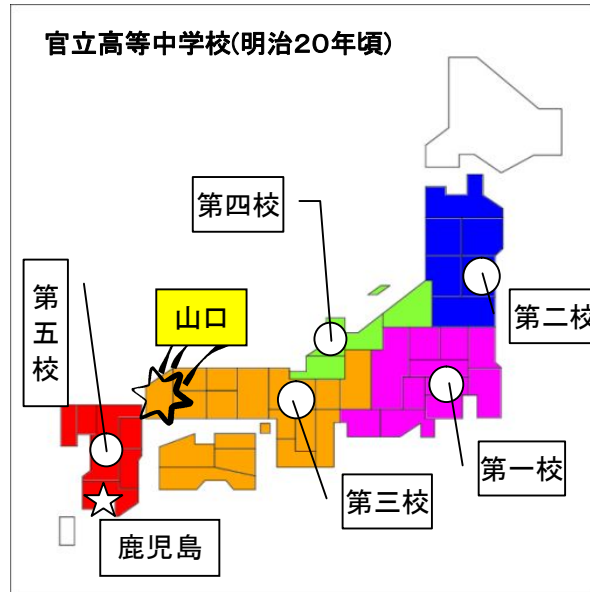 官立高等中学校(明治20年頃)
第四校
第五校
山口
第二校
第一校
第三校
鹿児島